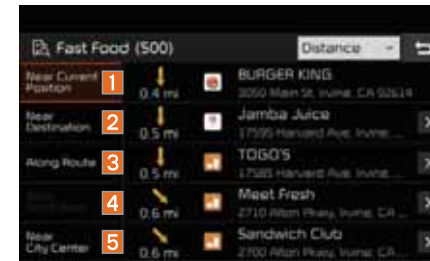 Fast Food (500)
Distance
Near Current
Position
1
0.4 mi
BURGER KING
3050 Main St, Irvine, CA 92614
Near
Destination
2
0.5 mi
Jamba Juice
17595 Harvard Ave, Irvine ...
Along Route
3
0.5 mi
TOGO'S
17585 Harvard Ave, Irvine ...
4
0.6 mi
Meet Fresh
2710 Alton Pkwy, Irvine, CA ...
Near
City Center
5
0.6 mi
Sandwich Club
2700 Alton Pkwy, Irvine, CA ...